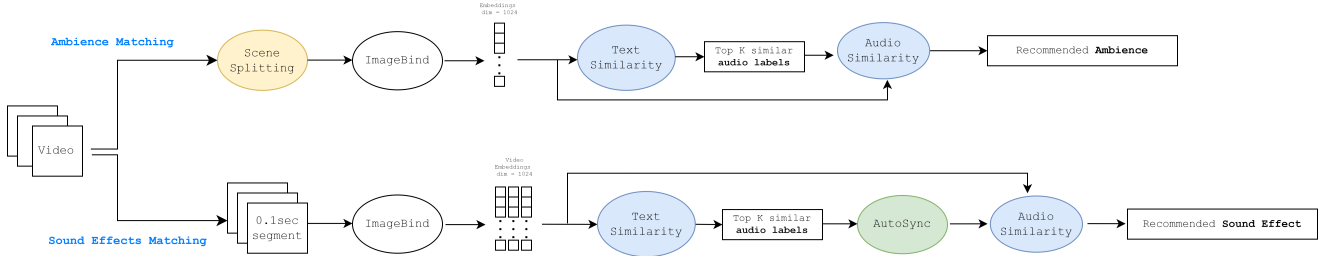 Embeddings
dim = 1024
Ambience Matching
Scene
Splitting
ImageBind
Text
Similarity
Top K similar
audio labels
Audio
Similarity
Recommended Ambience
Video
Video
Embeddings
dim = 1024
0.1sec
segment
Sound Effects Matching
ImageBind
Text
Similarity
Top K similar
audio labels
AutoSync
Audio
Similarity
Recommended Sound Effect